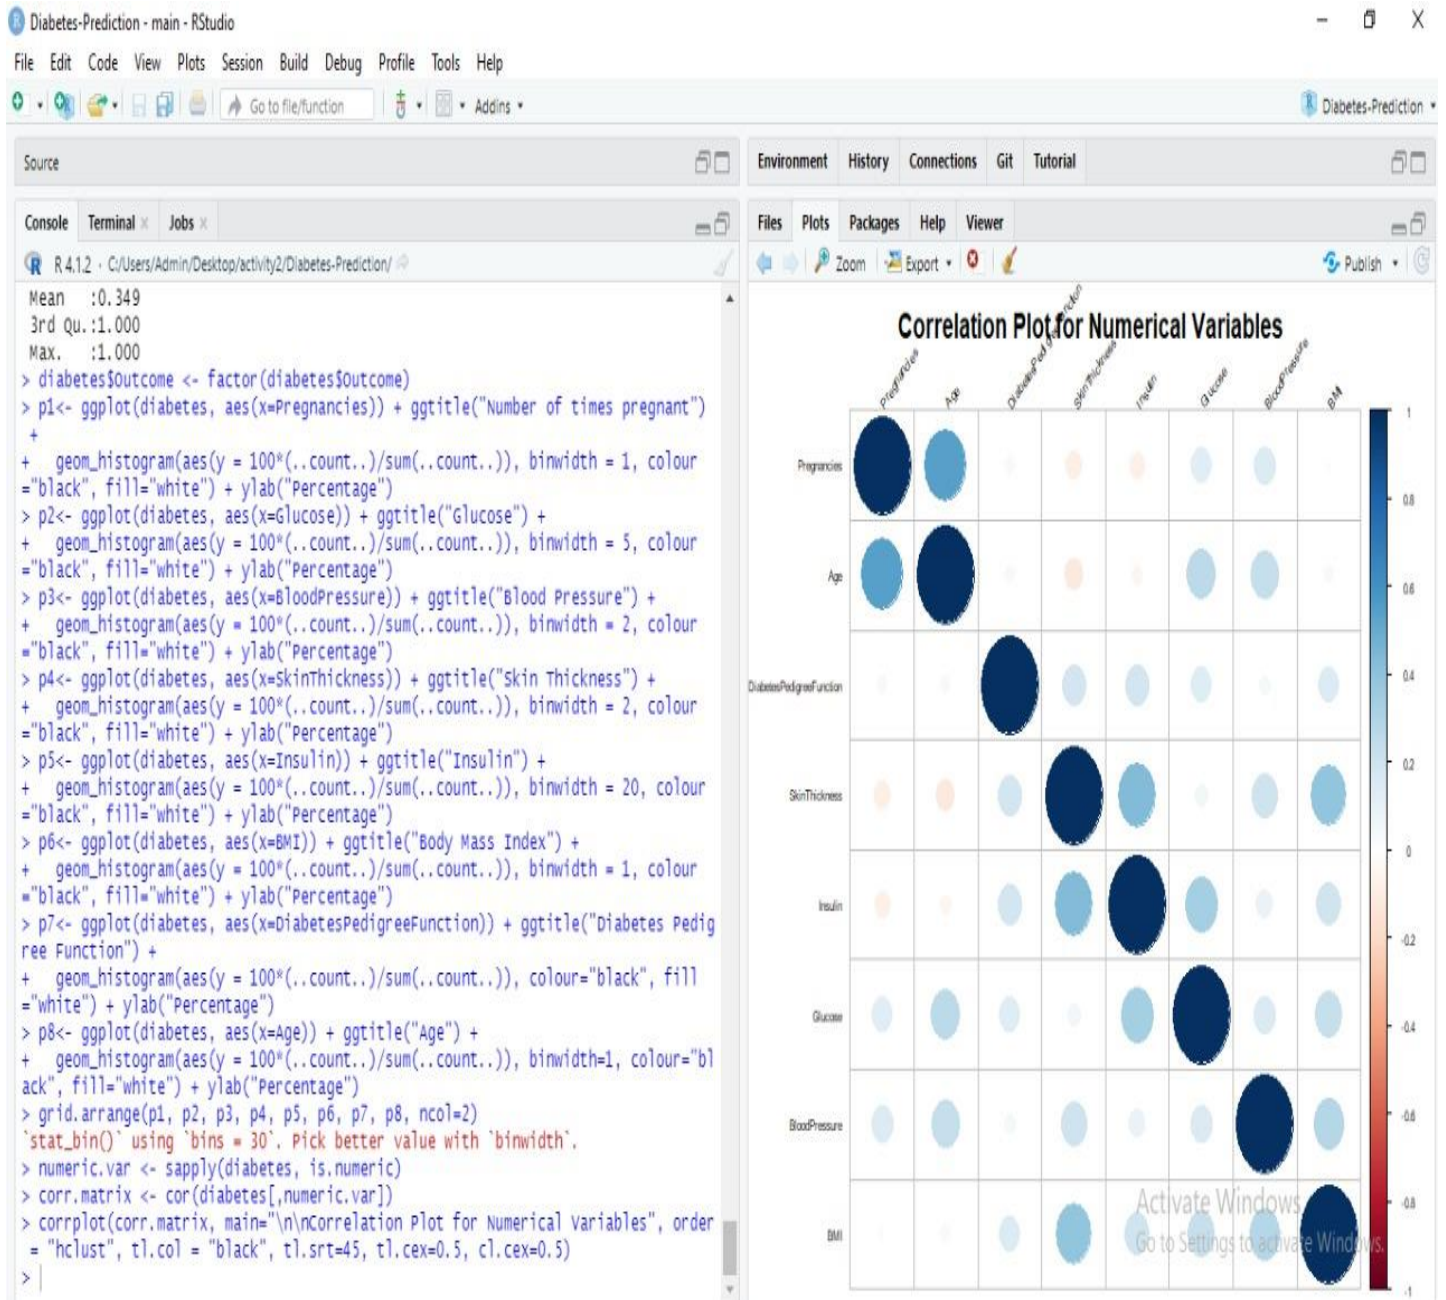 Diabetes-Prediction - main - RStudio
File Edit Code View Plots Session Build Debug Profile Tools Help
Go to file/function Addins Diabetes-Prediction
Source
Console Terminal Jobs
R 4.1.2 · C:/Users/Admin/Desktop/activity2/Diabetes-Prediction/
Mean :0.349
3rd Qu.:1.000
Max. :1.000
> diabetes$Outcome <- factor(diabetes$Outcome)
> p1<- ggplot(diabetes, aes(x=Pregnancies)) + ggtitle("Number of times pregnant")
+
+ geom_histogram(aes(y = 100*(..count..)/sum(..count..)), binwidth = 1, colour
="black", fill="white") + ylab("Percentage")
> p2<- ggplot(diabetes, aes(x=Glucose)) + ggtitle("Glucose") +
+ geom_histogram(aes(y = 100*(..count..)/sum(..count..)), binwidth = 5, colour
="black", fill="white") + ylab("Percentage")
> p3<- ggplot(diabetes, aes(x=BloodPressure)) + ggtitle("Blood Pressure") +
+ geom_histogram(aes(y = 100*(..count..)/sum(..count..)), binwidth = 2, colour
="black", fill="white") + ylab("Percentage")
> p4<- ggplot(diabetes, aes(x=SkinThickness)) + ggtitle("Skin Thickness") +
+ geom_histogram(aes(y = 100*(..count..)/sum(..count..)), binwidth = 2, colour
="black", fill="white") + ylab("Percentage")
> p5<- ggplot(diabetes, aes(x=Insulin)) + ggtitle("Insulin") +
+ geom_histogram(aes(y = 100*(..count..)/sum(..count..)), binwidth = 20, colour
="black", fill="white") + ylab("Percentage")
> p6<- ggplot(diabetes, aes(x=BMI)) + ggtitle("Body Mass Index") +
+ geom_histogram(aes(y = 100*(..count..)/sum(..count..)), binwidth = 1, colour
="black", fill="white") + ylab("Percentage")
> p7<- ggplot(diabetes, aes(x=DiabetesPedigreeFunction)) + ggtitle("Diabetes Pedig
ree Function") +
+ geom_histogram(aes(y = 100*(..count..)/sum(..count..)), colour="black", fill
="white") + ylab("Percentage")
> p8<- ggplot(diabetes, aes(x=Age)) + ggtitle("Age") +
+ geom_histogram(aes(y = 100*(..count..)/sum(..count..)), binwidth=1, colour="bl
ack", fill="white") + ylab("Percentage")
> grid.arrange(p1, p2, p3, p4, p5, p6, p7, p8, ncol=2)
`stat_bin()` using `bins = 30`. Pick better value with `binwidth`.
> numeric.var <- sapply(diabetes, is.numeric)
> corr.matrix <- cor(diabetes[,numeric.var])
> corrplot(corr.matrix, main="\n\nCorrelation Plot for Numerical Variables", order
= "hclust", tl.col = "black", tl.srt=45, tl.cex=0.5, cl.cex=0.5)
>
Environment History Connections Git Tutorial
Files Plots Packages Help Viewer
Zoom Export Publish
Correlation Plot for Numerical Variables
Pregnancies
Age
DiabetesPedigreeFunction
SkinThickness
Insulin
Glucose
BloodPressure
BMI
Pregnancies
Age
DiabetesPedigreeFunction
SkinThickness
Insulin
Glucose
BloodPressure
BMI
1
0.8
0.6
0.4
0.2
0
-0.2
-0.4
-0.6
-0.8
-1
Activate Windows
Go to Settings to activate Windows.